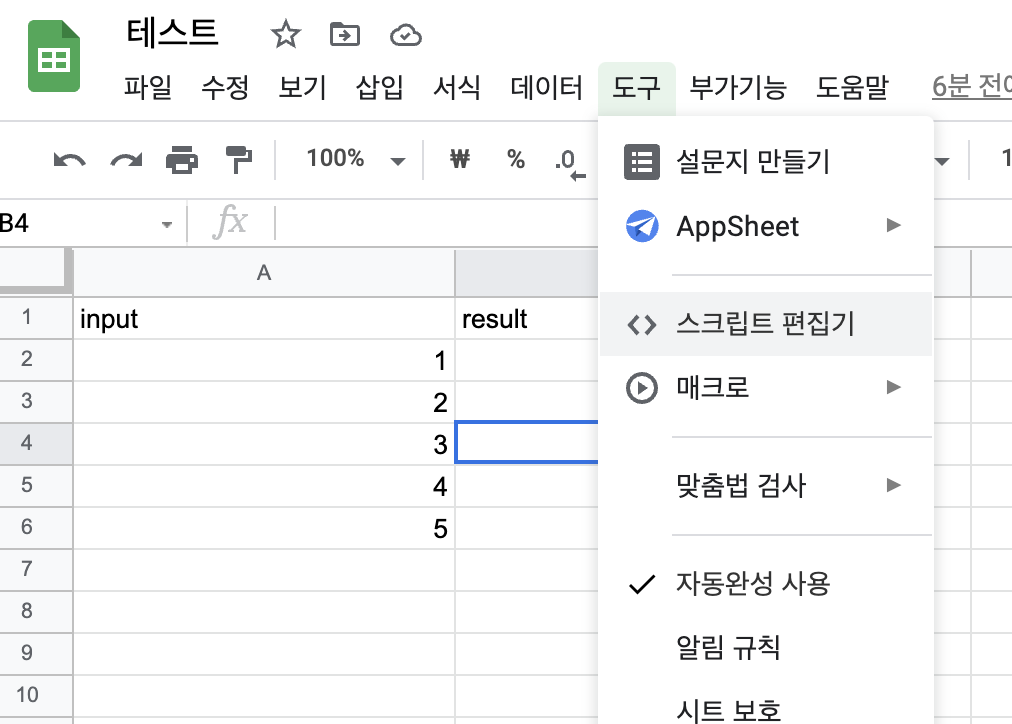 테스트
파일 수정 보기 삽입 서식 데이터 도구 부가기능 도움말 6분 전에
100% ₩ % .0 1
B4 fx
A
1 input result
2 1
3 2
4 3
5 4
6 5
7
8
9
10
설문지 만들기
AppSheet
스크립트 편집기
매크로
맞춤법 검사
자동완성 사용
알림 규칙
시트 보호